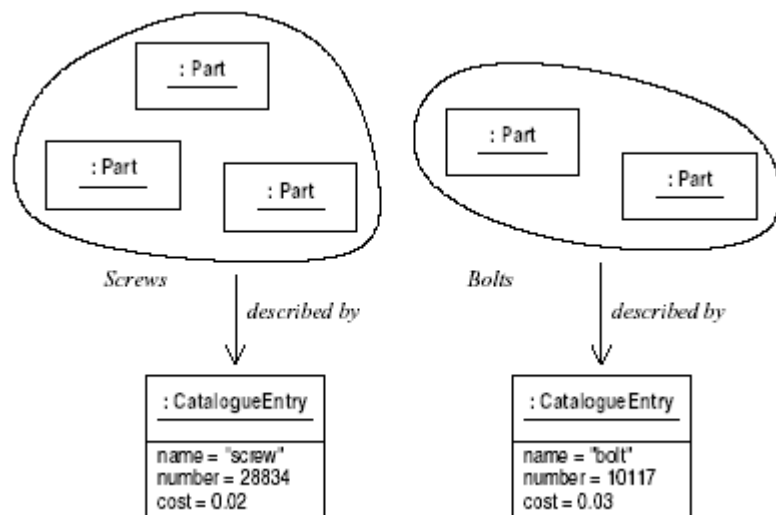 : Part
: Part
: Part
Screws
described by
: CatalogueEntry
name = "screw"
number = 28834
cost = 0.02
: Part
: Part
Bolts
described by
: CatalogueEntry
name = "bolt"
number = 10117
cost = 0.03